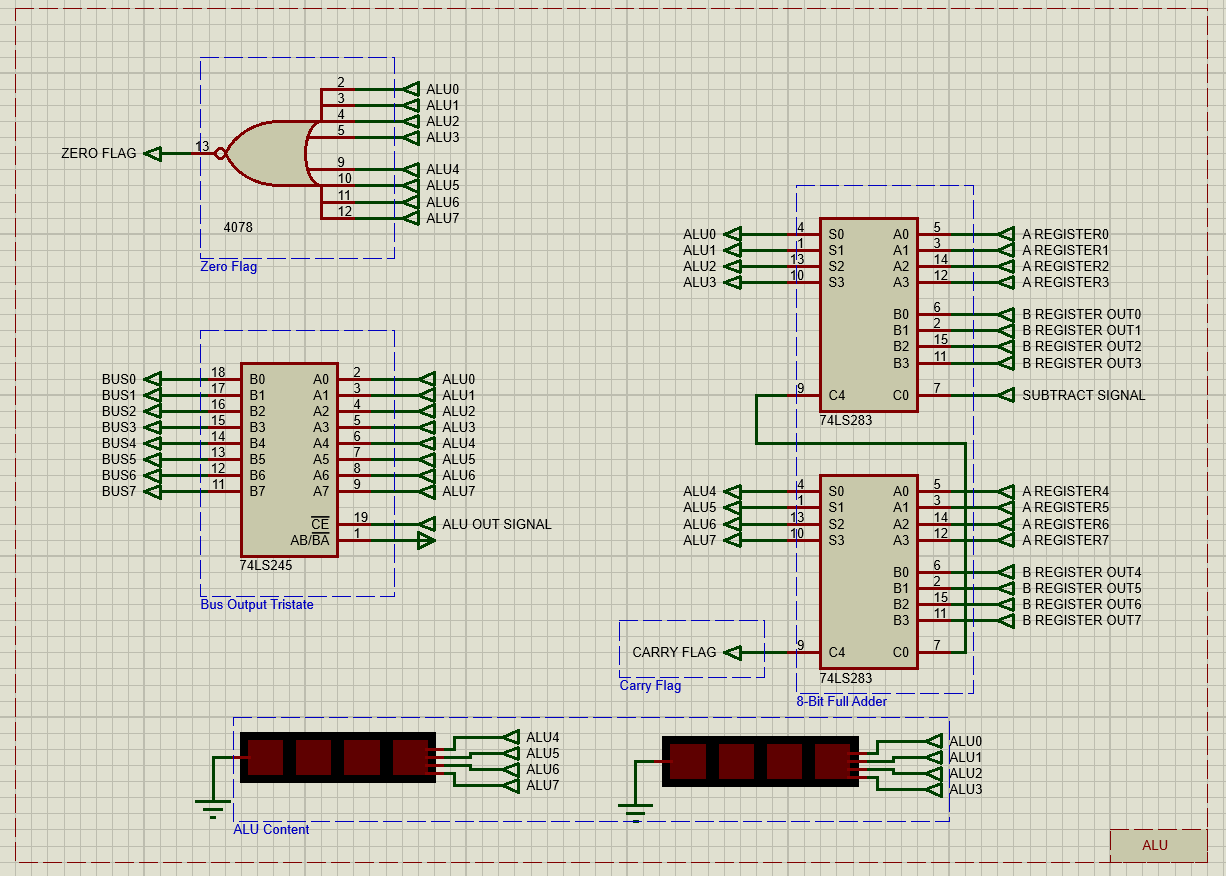 2 ALU0
3 ALU1
4 ALU2
5 ALU3
ZERO FLAG 13
9 ALU4
10 ALU5
11 ALU6
12 ALU7
4078
Zero Flag
BUS0 18 B0 A0 2 ALU0
BUS1 17 B1 A1 3 ALU1
BUS2 16 B2 A2 4 ALU2
BUS3 15 B3 A3 5 ALU3
BUS4 14 B4 A4 6 ALU4
BUS5 13 B5 A5 7 ALU5
BUS6 12 B6 A6 8 ALU6
BUS7 11 B7 A7 9 ALU7
CE 19 ALU OUT SIGNAL
AB/BA 1
74LS245
Bus Output Tristate
ALU0 4 S0 A0 5 A REGISTER0
ALU1 1 S1 A1 3 A REGISTER1
ALU2 13 S2 A2 14 A REGISTER2
ALU3 10 S3 A3 12 A REGISTER3
B0 6 B REGISTER OUT0
B1 2 B REGISTER OUT1
B2 15 B REGISTER OUT2
B3 11 B REGISTER OUT3
9 C4 C0 7 SUBTRACT SIGNAL
74LS283
ALU4 4 S0 A0 5 A REGISTER4
ALU5 1 S1 A1 3 A REGISTER5
ALU6 13 S2 A2 14 A REGISTER6
ALU7 10 S3 A3 12 A REGISTER7
B0 6 B REGISTER OUT4
B1 2 B REGISTER OUT5
B2 15 B REGISTER OUT6
B3 11 B REGISTER OUT7
CARRY FLAG 9 C4 C0 7
74LS283
Carry Flag
8-Bit Full Adder
ALU4
ALU5
ALU6
ALU7
ALU0
ALU1
ALU2
ALU3
ALU Content
ALU